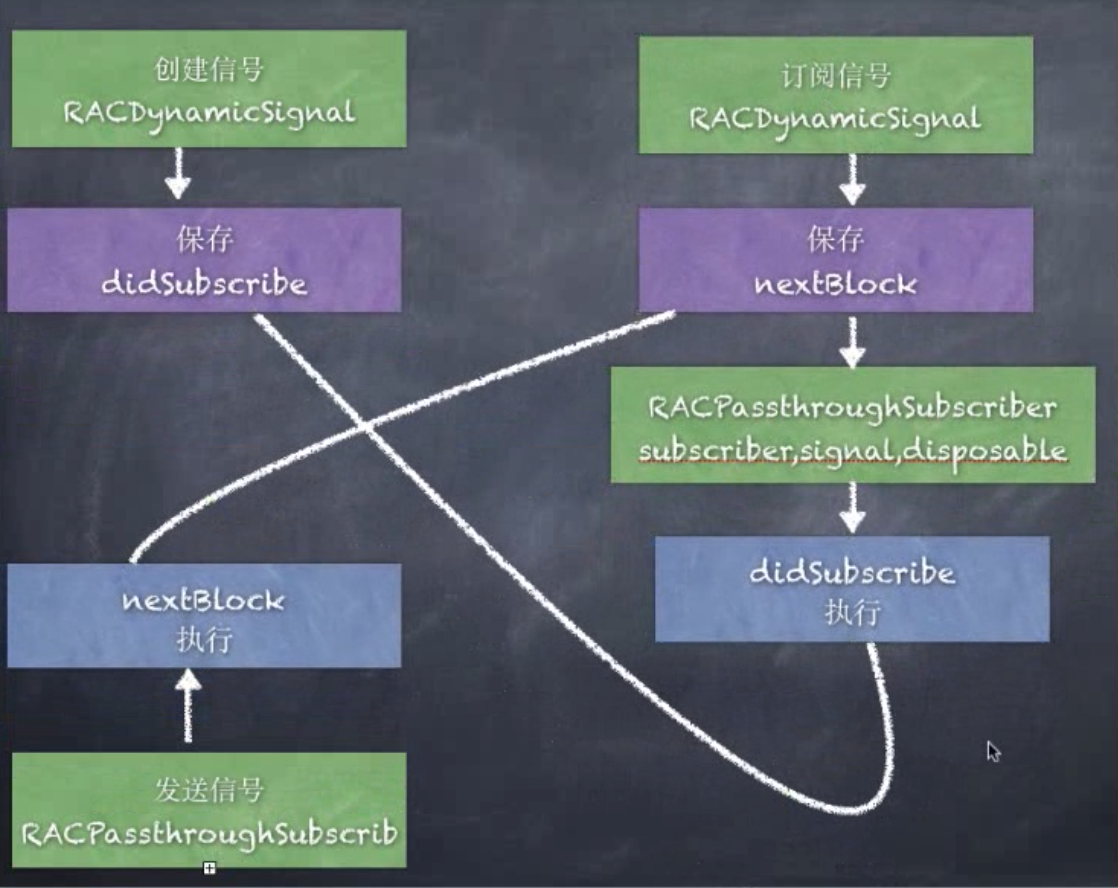 创建信号
RACDynamicSignal
保存
didSubscribe
nextBlock
执行
发送信号
RACPassthroughSubscrib
订阅信号
RACDynamicSignal
保存
nextBlock
RACPassthroughSubscriber
subscriber,signal,disposable
didSubscribe
执行